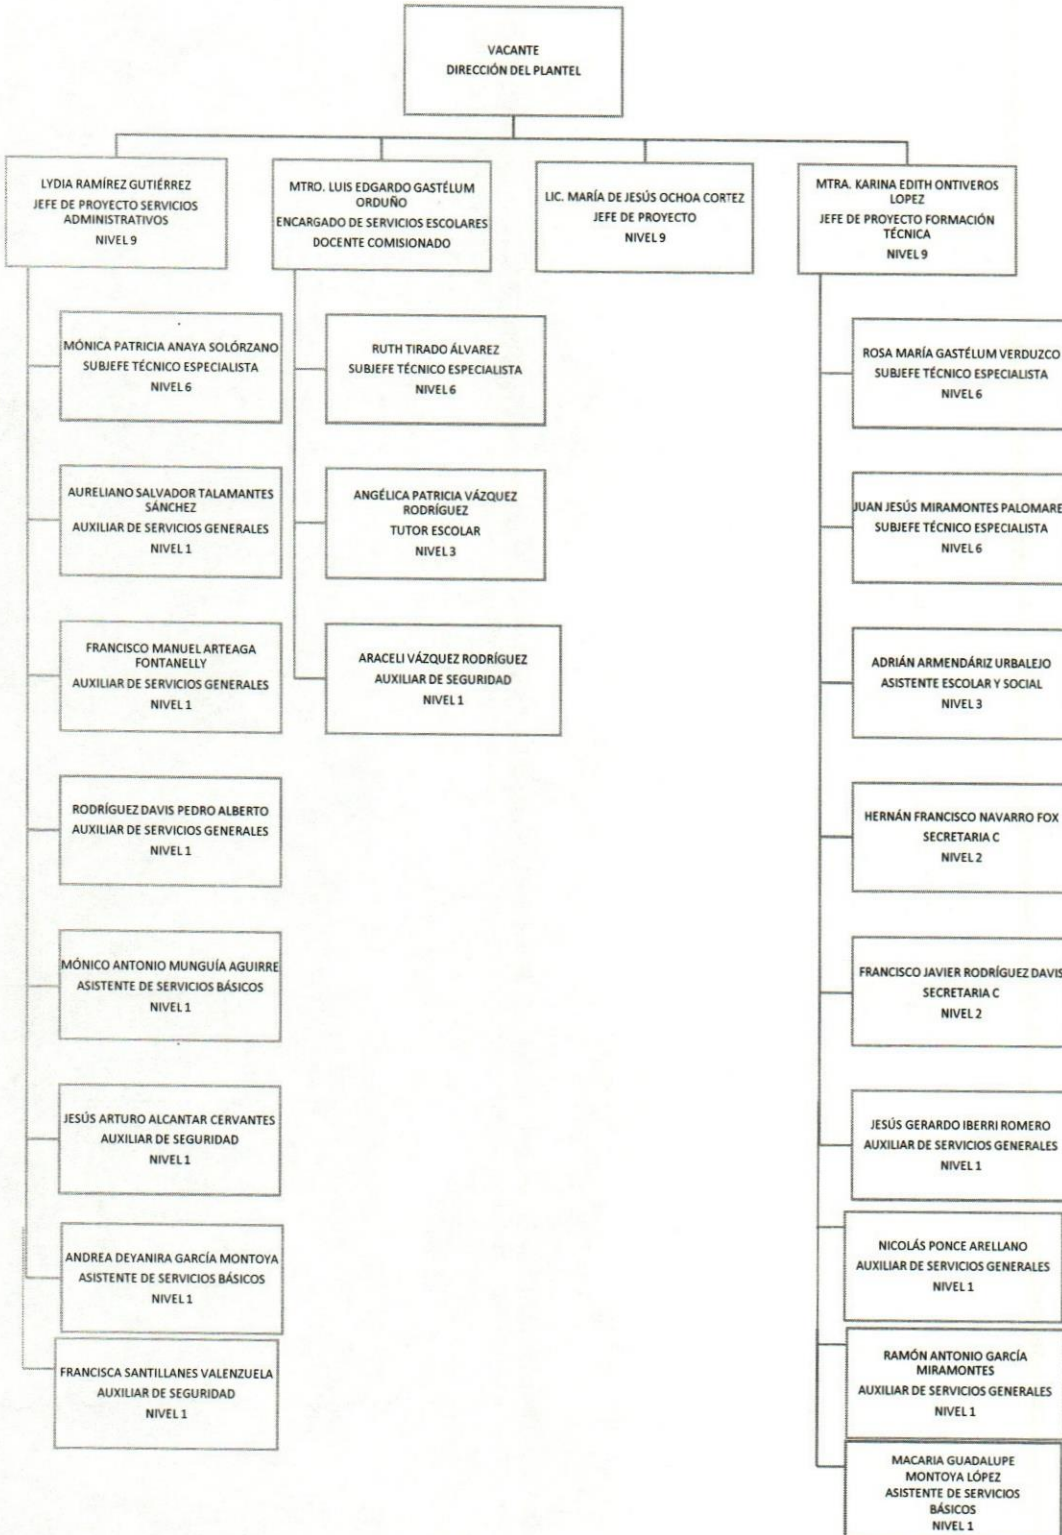 VACANTE
DIRECCIÓN DEL PLANTEL
LYDIA RAMÍREZ GUTIÉRREZ
JEFE DE PROYECTO SERVICIOS
ADMINISTRATIVOS
NIVEL 9
MTRO. LUIS EDGARDO GASTÉLUM
ORDUÑO
ENCARGADO DE SERVICIOS ESCOLARES
DOCENTE COMISIONADO
LIC. MARÍA DE JESÚS OCHOA CORTEZ
JEFE DE PROYECTO
NIVEL 9
MTRA. KARINA EDITH ONTIVEROS
LOPEZ
JEFE DE PROYECTO FORMACIÓN
TÉCNICA
NIVEL 9
MÓNICA PATRICIA ANAYA SOLÓRZANO
SUBJEFE TÉCNICO ESPECIALISTA
NIVEL 6
AURELIANO SALVADOR TALAMANTES
SÁNCHEZ
AUXILIAR DE SERVICIOS GENERALES
NIVEL 1
FRANCISCO MANUEL ARTEAGA
FONTANELLY
AUXILIAR DE SERVICIOS GENERALES
NIVEL 1
RODRÍGUEZ DAVIS PEDRO ALBERTO
AUXILIAR DE SERVICIOS GENERALES
NIVEL 1
MÓNICO ANTONIO MUNGUÍA AGUIRRE
ASISTENTE DE SERVICIOS BÁSICOS
NIVEL 1
JESÚS ARTURO ALCANTAR CERVANTES
AUXILIAR DE SEGURIDAD
NIVEL 1
ANDREA DEYANIRA GARCÍA MONTOYA
ASISTENTE DE SERVICIOS BÁSICOS
NIVEL 1
FRANCISCA SANTILLANES VALENZUELA
AUXILIAR DE SEGURIDAD
NIVEL 1
RUTH TIRADO ÁLVAREZ
SUBJEFE TÉCNICO ESPECIALISTA
NIVEL 6
ANGÉLICA PATRICIA VÁZQUEZ
RODRÍGUEZ
TUTOR ESCOLAR
NIVEL 3
ARACELI VÁZQUEZ RODRÍGUEZ
AUXILIAR DE SEGURIDAD
NIVEL 1
ROSA MARÍA GASTÉLUM VERDUZCO
SUBJEFE TÉCNICO ESPECIALISTA
NIVEL 6
JUAN JESÚS MIRAMONTES PALOMARE
SUBJEFE TÉCNICO ESPECIALISTA
NIVEL 6
ADRIÁN ARMENDÁRIZ URBALEJO
ASISTENTE ESCOLAR Y SOCIAL
NIVEL 3
HERNÁN FRANCISCO NAVARRO FOX
SECRETARIA C
NIVEL 2
FRANCISCO JAVIER RODRÍGUEZ DAVIS
SECRETARIA C
NIVEL 2
JESÚS GERARDO IBERRI ROMERO
AUXILIAR DE SERVICIOS GENERALES
NIVEL 1
NICOLÁS PONCE ARELLANO
AUXILIAR DE SERVICIOS GENERALES
NIVEL 1
RAMÓN ANTONIO GARCÍA
MIRAMONTES
AUXILIAR DE SERVICIOS GENERALES
NIVEL 1
MACARIA GUADALUPE
MONTOYA LÓPEZ
ASISTENTE DE SERVICIOS
BÁSICOS
NIVEL 1